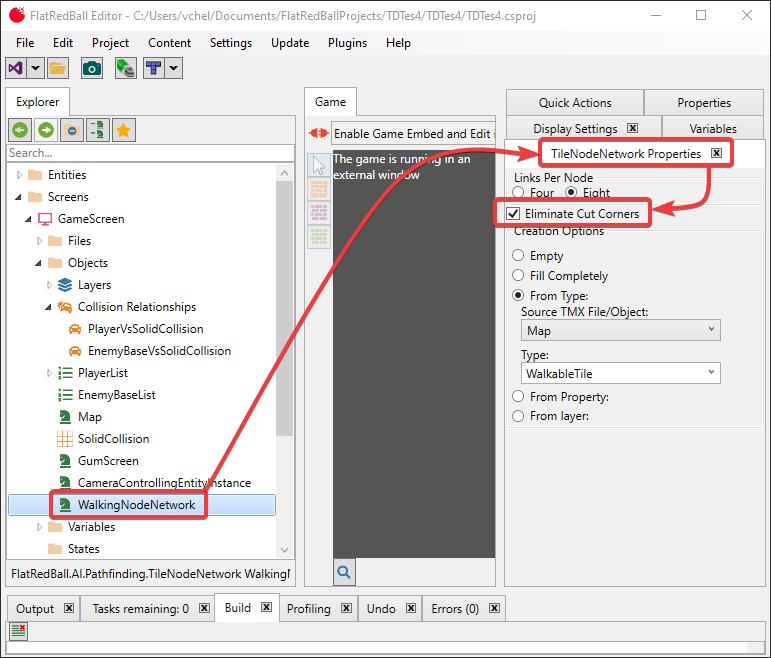 FlatRedBall Editor - C:/Users/vchel/Documents/FlatRedBallProjects/TDTes4/TDTes4/TDTes4.csproj
File Edit Project Content Settings Update Plugins Help
Explorer
Search...
Entities
Screens
GameScreen
Files
Objects
Layers
Collision Relationships
PlayerVsSolidCollision
EnemyBaseVsSolidCollision
PlayerList
EnemyBaseList
Map
SolidCollision
GumScreen
CameraControllingEntityInstance
WalkingNodeNetwork
Variables
States
FlatRedBall.AI.Pathfinding.TileNodeNetwork WalkingN
Game
Enable Game Embed and Edit i
The game is running in an
external window
Quick Actions Properties
Display Settings Variables
TileNodeNetwork Properties
Links Per Node
Four Eight
Eliminate Cut Corners
Creation Options
Empty
Fill Completely
From Type:
Source TMX File/Object:
Map
Type:
WalkableTile
From Property:
From layer:
Output Tasks remaining: 0 Build Profiling Undo Errors (0)